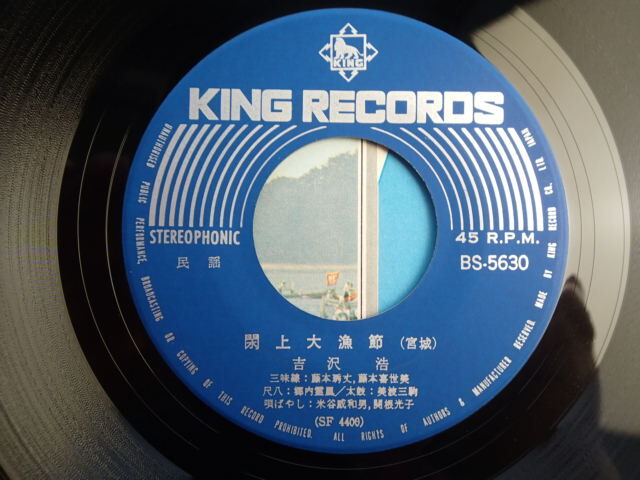 KING
KING RECORDS
STEREOPHONIC
45 R.P.M.
民謡
BS-5630
閖上大漁節(宮城)
吉沢浩
三味線:藤本琇丈,藤本喜世美
尺八:郷内霊風/太鼓:美波三駒
唄ばやし:米谷威和男,関根光子
(SF 4406)
UNAUTHORISED PUBLIC PERFORMANCE, BROADCASTING OR COPYING OF THIS RECORD PROHIBITED. ALL RIGHTS OF AUTHORS & MANUFACTURER RESERVED. MADE BY KING RECORD CO., LTD. JAPAN